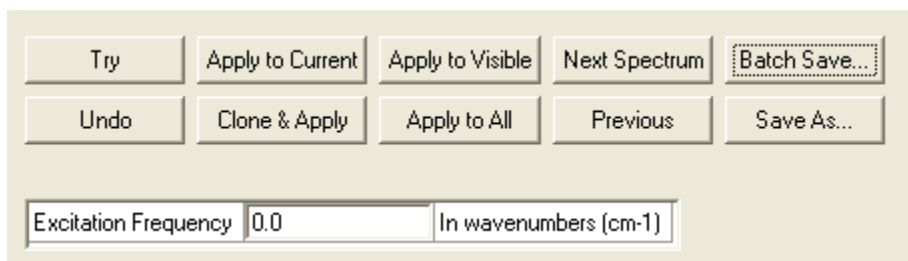 Try Apply to Current Apply to Visible Next Spectrum Batch Save...
Undo Clone & Apply Apply to All Previous Save As...
Excitation Frequency 0.0 In wavenumbers (cm-1)